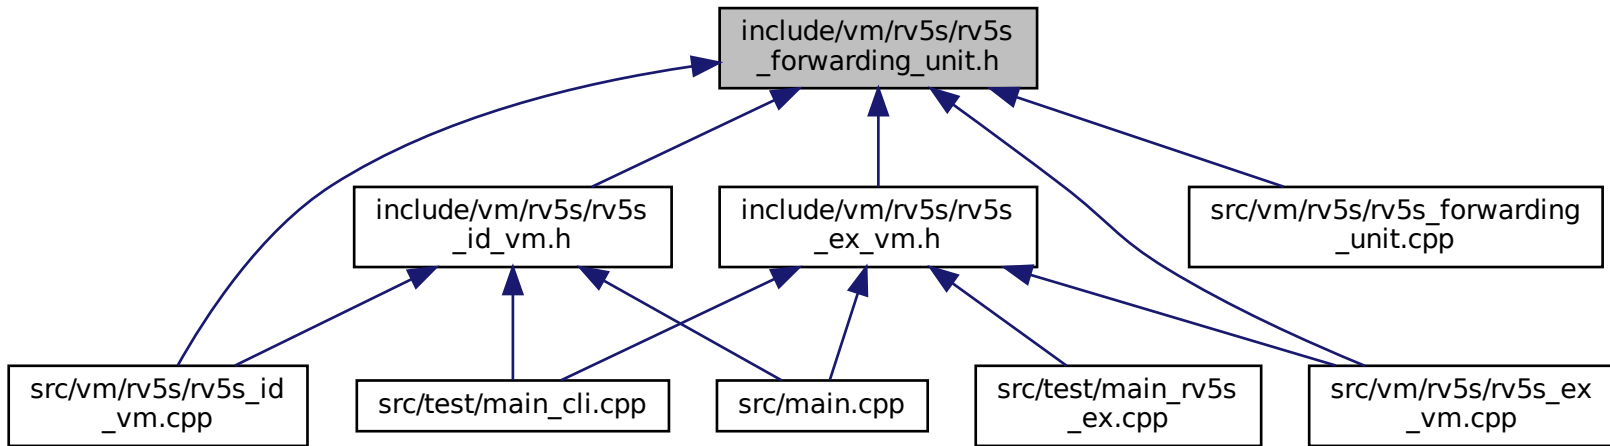 include/vm/rv5s/rv5s
_forwarding_unit.h
include/vm/rv5s/rv5s
_id_vm.h
include/vm/rv5s/rv5s
_ex_vm.h
src/vm/rv5s/rv5s_forwarding
_unit.cpp
src/vm/rv5s/rv5s_id
_vm.cpp
src/test/main_cli.cpp
src/main.cpp
src/test/main_rv5s
_ex.cpp
src/vm/rv5s/rv5s_ex
_vm.cpp